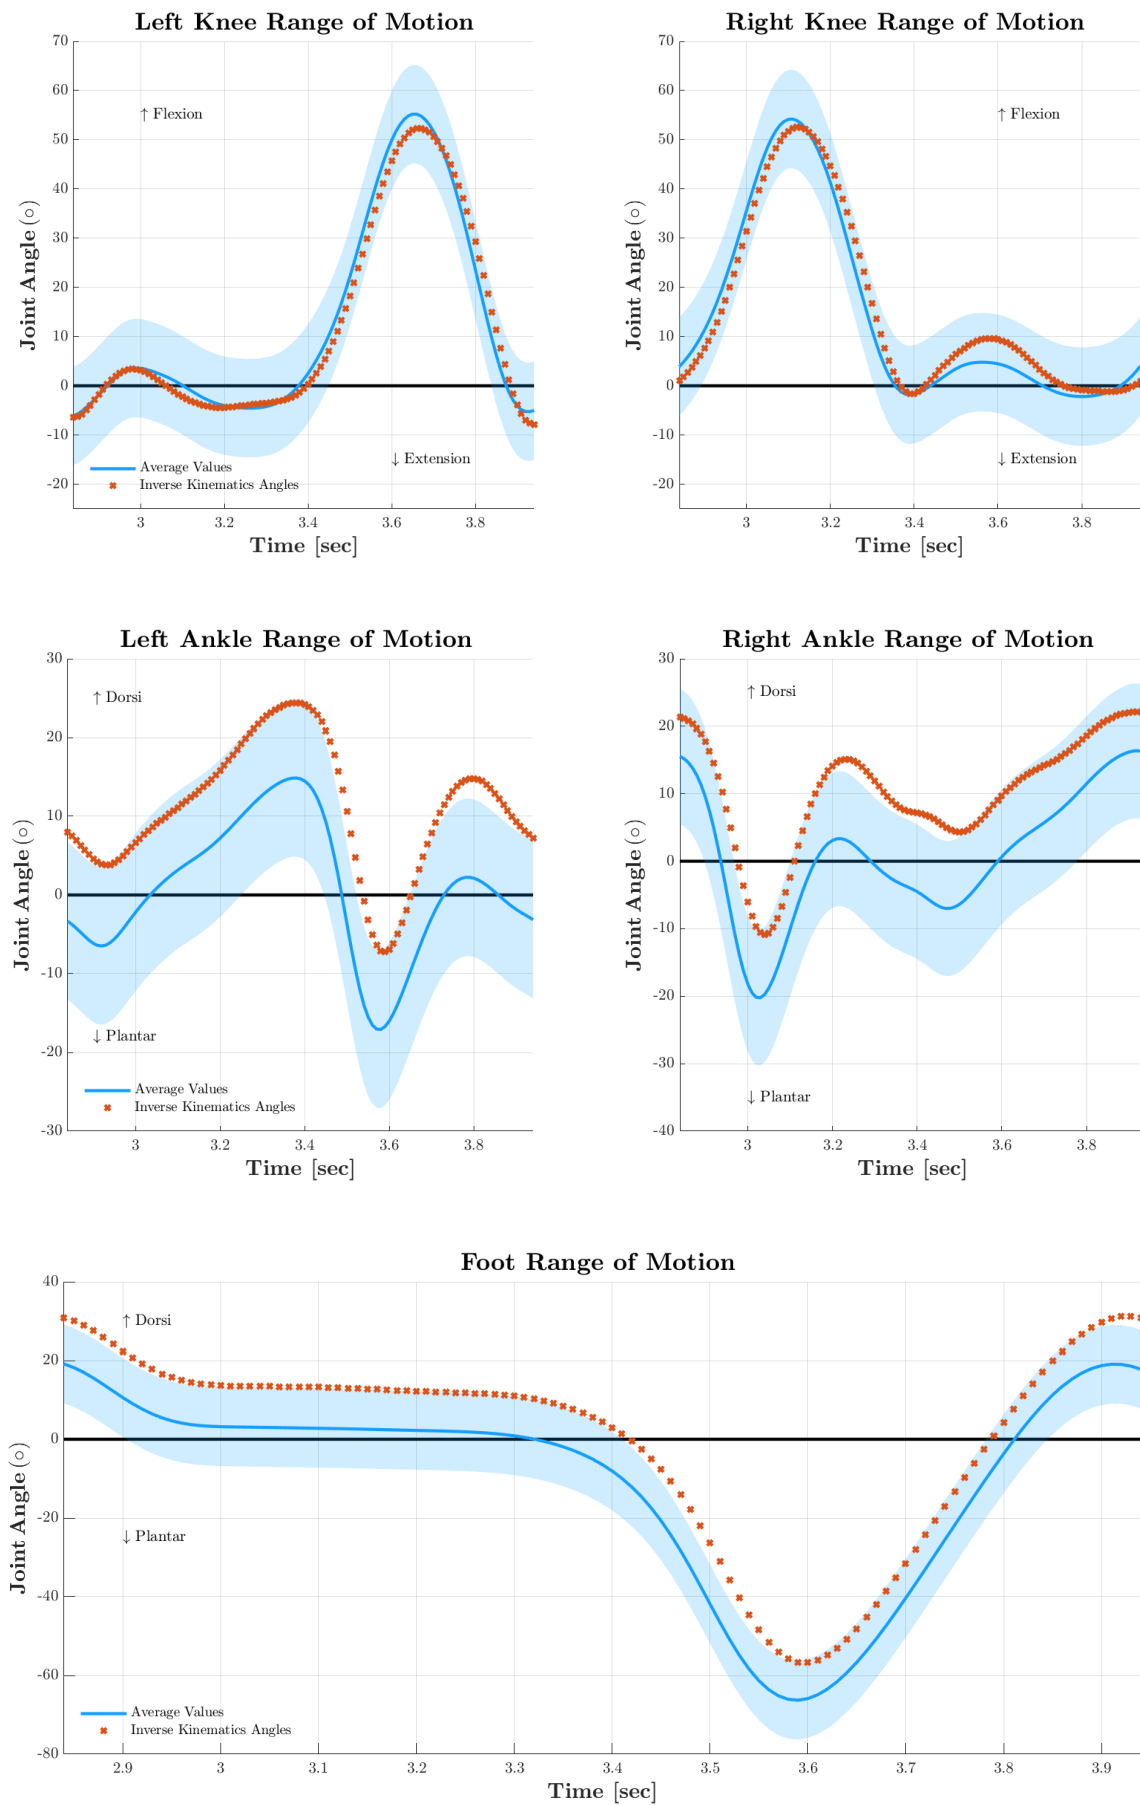 Left Knee Range of Motion
70
60
50
40
30
20
10
0
-10
-20
↑ Flexion
↓ Extension
Average Values
Inverse Kinematics Angles
Joint Angle (○)
3 3.2 3.4 3.6 3.8
Time [sec]
Right Knee Range of Motion
70
60
50
40
30
20
10
0
-10
-20
↑ Flexion
↓ Extension
Joint Angle (○)
3 3.2 3.4 3.6 3.8
Time [sec]
Left Ankle Range of Motion
30
20
10
0
-10
-20
-30
↑ Dorsi
↓ Plantar
Average Values
Inverse Kinematics Angles
Joint Angle (○)
3 3.2 3.4 3.6 3.8
Time [sec]
Right Ankle Range of Motion
30
20
10
0
-10
-20
-30
-40
↑ Dorsi
↓ Plantar
Joint Angle (○)
3 3.2 3.4 3.6 3.8
Time [sec]
Foot Range of Motion
40
20
0
-20
-40
-60
-80
↑ Dorsi
↓ Plantar
Average Values
Inverse Kinematics Angles
Joint Angle (○)
2.9 3 3.1 3.2 3.3 3.4 3.5 3.6 3.7 3.8 3.9
Time [sec]